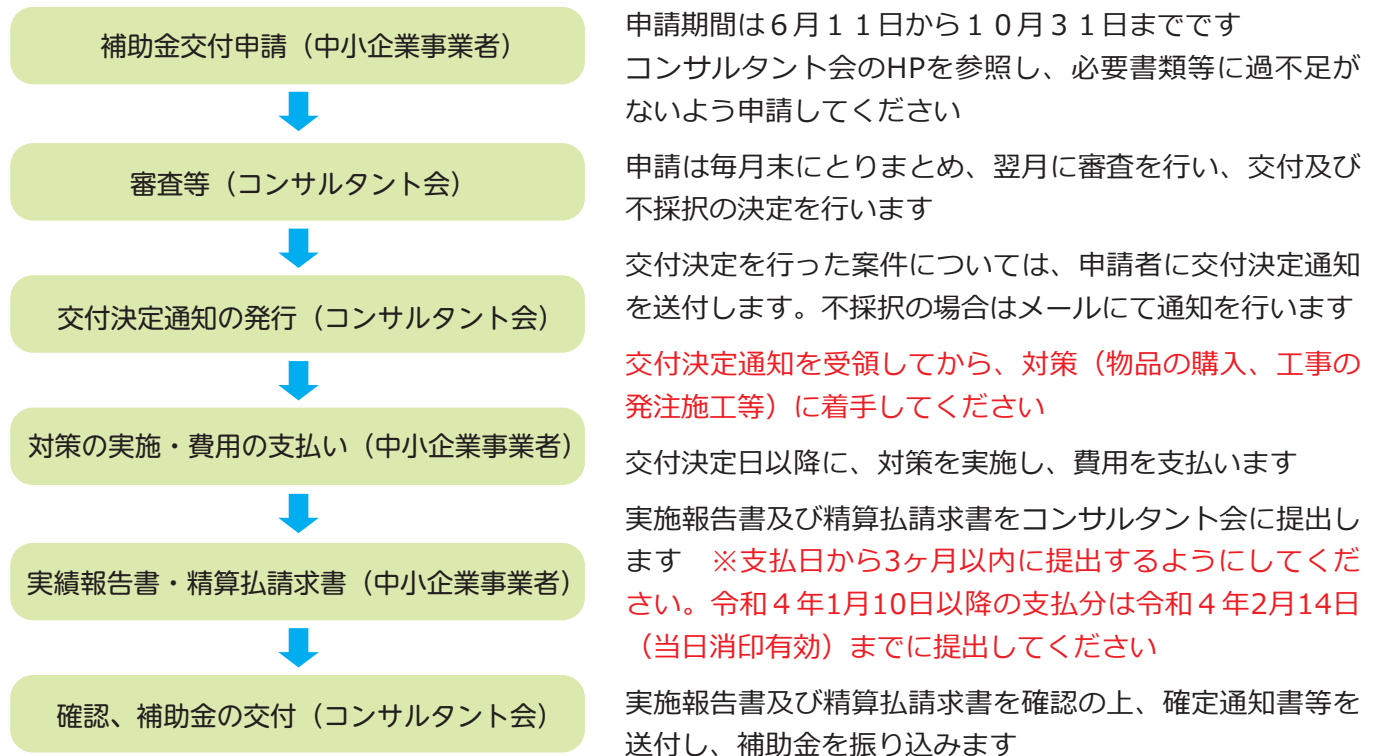 補助金交付申請（中小企業事業者）
申請期間は６月１１日から１０月３１日までです
コンサルタント会のHPを参照し、必要書類等に過不足が
ないよう申請してください
審査等（コンサルタント会）
申請は毎月末にとりまとめ、翌月に審査を行い、交付及び
不採択の決定を行います
交付決定通知の発行（コンサルタント会）
交付決定を行った案件については、申請者に交付決定通知
を送付します。不採択の場合はメールにて通知を行います
交付決定通知を受領してから、対策（物品の購入、工事の
発注施工等）に着手してください
対策の実施・費用の支払い（中小企業事業者）
交付決定日以降に、対策を実施し、費用を支払います
実績報告書・精算払請求書（中小企業事業者）
実施報告書及び精算払請求書をコンサルタント会に提出し
ます　※支払日から3ヶ月以内に提出するようにしてくだ
さい。令和４年1月10日以降の支払分は令和４年2月14日
（当日消印有効）までに提出してください
確認、補助金の交付（コンサルタント会）
実施報告書及び精算払請求書を確認の上、確定通知書等を
送付し、補助金を振り込みます